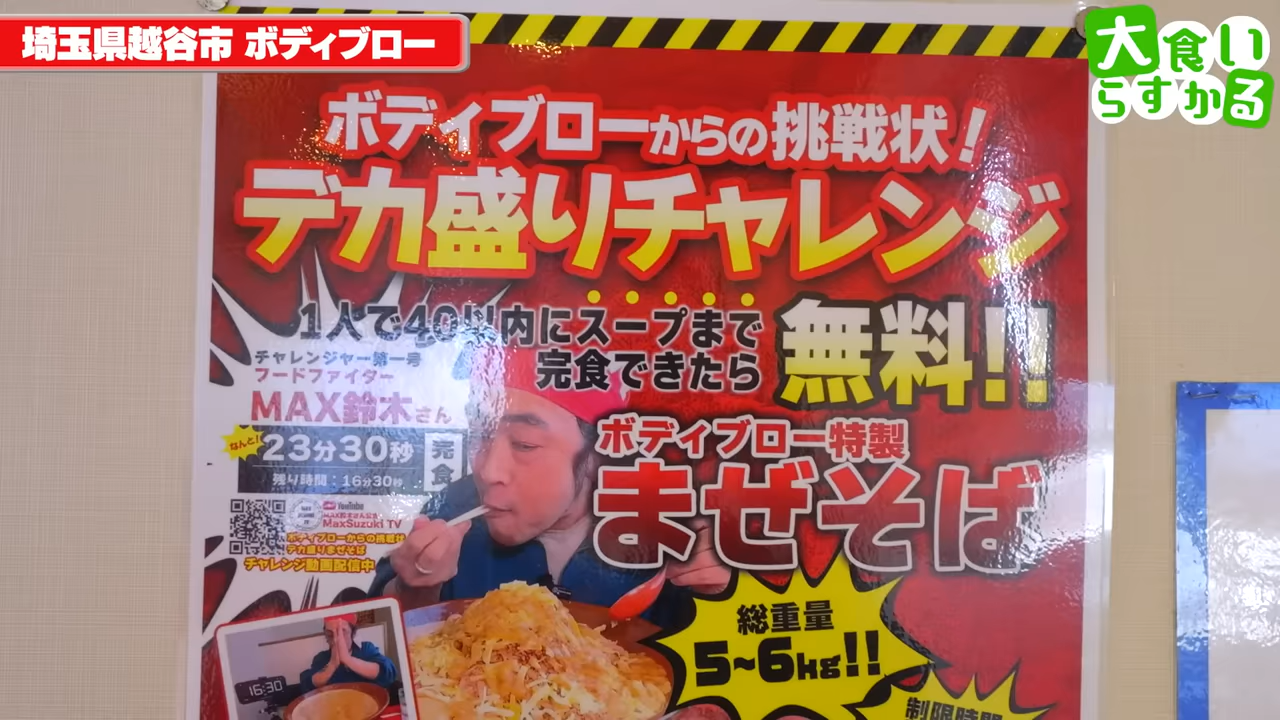 埼玉県越谷市 ボディブロー
大食い
らすかる
ボディブローからの挑戦状!
デカ盛りチャレンジ
1人で40以内にスープまで
完食できたら
無料!!
チャレンジャー第一号
フードファイター
MAX鈴木さん
なんと!
23分30秒
完食
残り時間:16分30秒
YouTube
MaxSuzuki TV
ボディブローからの挑戦状
デカ盛りまぜそば
チャレンジ動画配信中
ボディブロー特製
まぜそば
総重量
5~6kg!!
16:30
制限時間